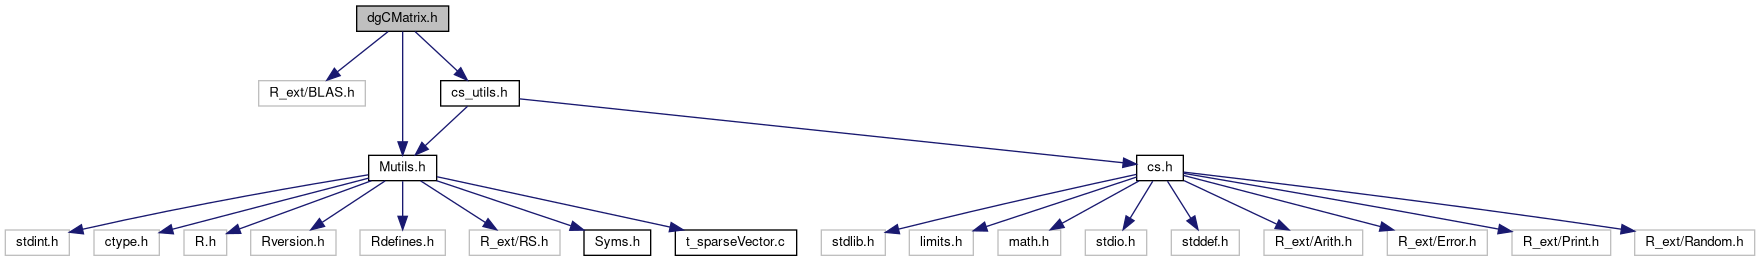 dgCMatrix.h
R_ext/BLAS.h
cs_utils.h
Mutils.h
cs.h
stdint.h
ctype.h
R.h
Rversion.h
Rdefines.h
R_ext/RS.h
Syms.h
t_sparseVector.c
stdlib.h
limits.h
math.h
stdio.h
stddef.h
R_ext/Arith.h
R_ext/Error.h
R_ext/Print.h
R_ext/Random.h